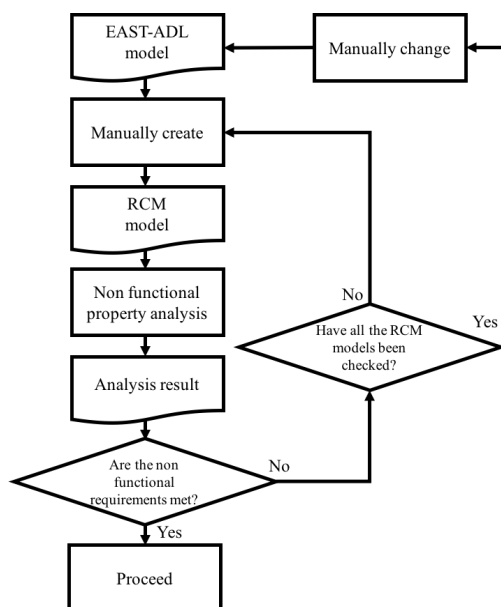 EAST-ADL
model
Manually change
Manually create
RCM
model
Non functional
property analysis
No
Yes
Have all the RCM
models been
checked?
Analysis result
Are the non
functional
requirements met?
No
Yes
Proceed